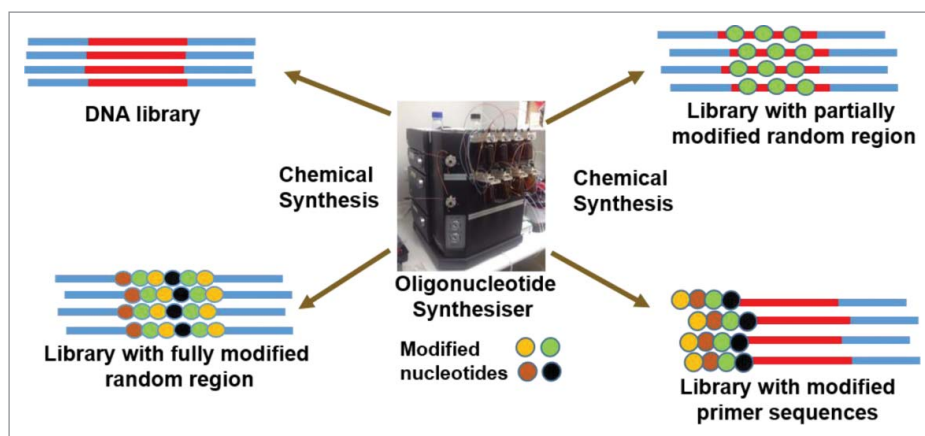 DNA library
Library with partially
modified random region
Chemical
Synthesis
Chemical
Synthesis
Oligonucleotide
Synthesiser
Modified
nucleotides
Library with fully modified
random region
Library with modified
primer sequences